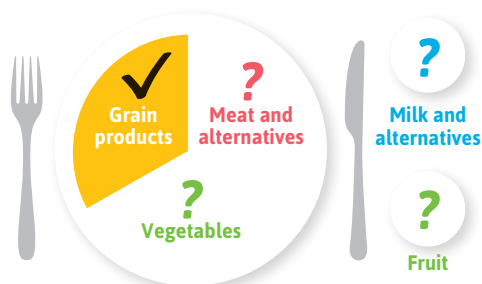 ?
Grain
products
?
Meat and
alternatives
?
Vegetables
?
Milk and
alternatives
?
Fruit